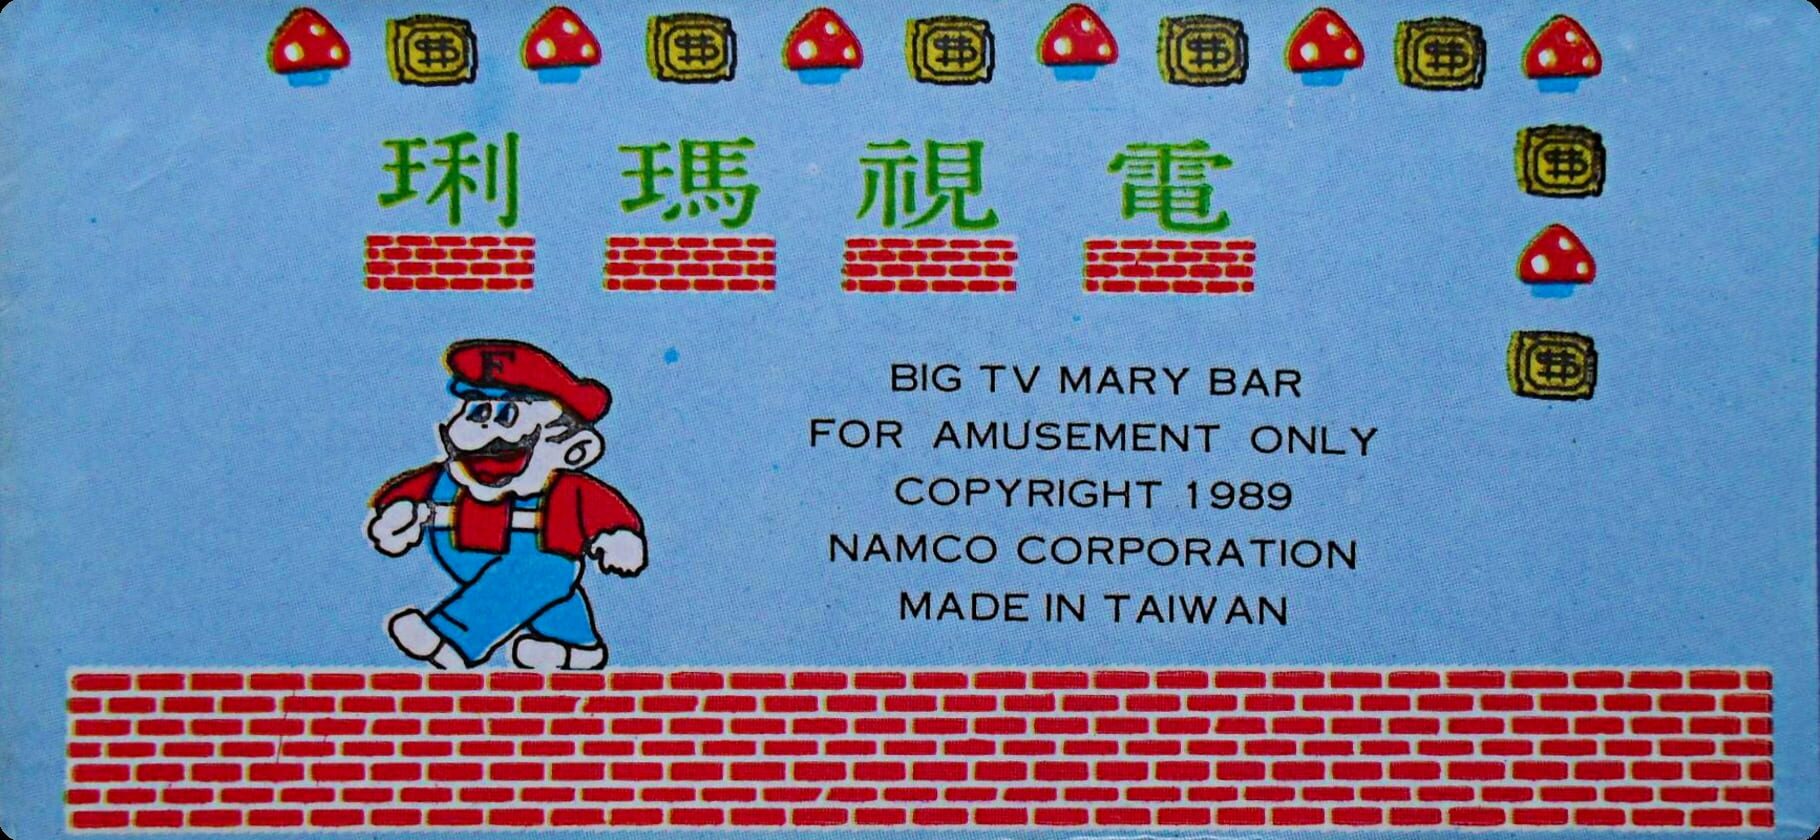 電視瑪琍
F
BIG TV MARY BAR
FOR AMUSEMENT ONLY
COPYRIGHT 1989
NAMCO CORPORATION
MADE IN TAIWAN